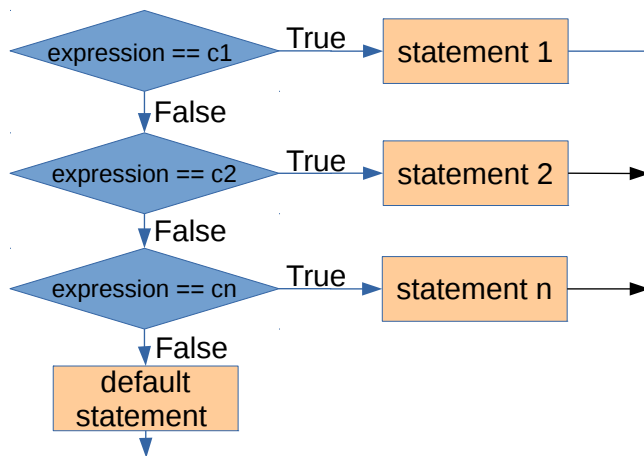 expression == c1
True
statement 1
False
expression == c2
True
statement 2
False
expression == cn
True
statement n
False
default
statement